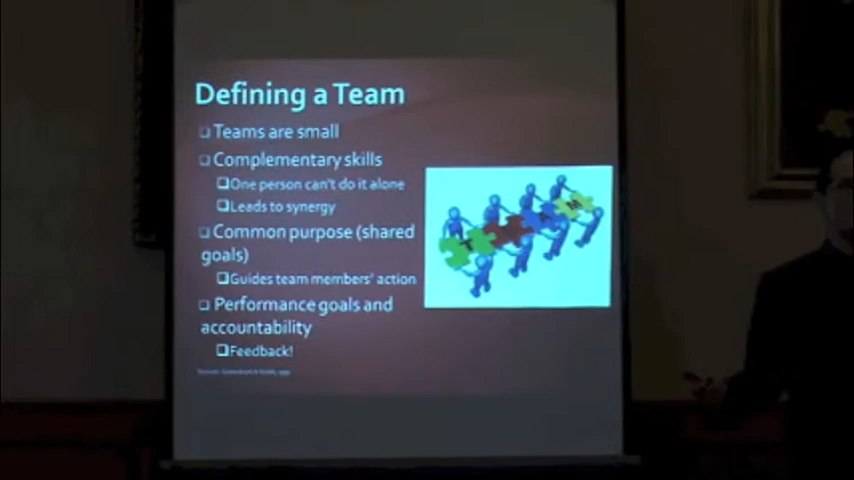 Defining a Team
Teams are small
Complementary skills
One person can't do it alone
Leads to synergy
Common purpose (shared
goals)
Guides team members' action
Performance goals and
accountability
Feedback!
T E A M